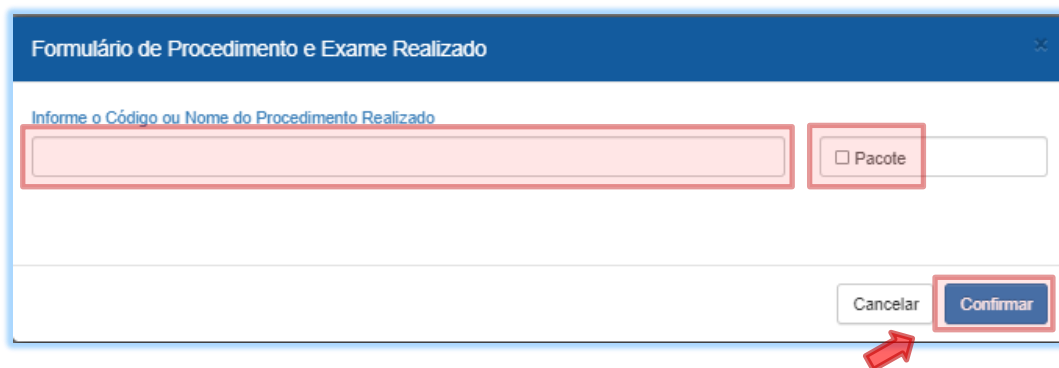 Formulário de Procedimento e Exame Realizado
Informe o Código ou Nome do Procedimento Realizado
Pacote
Cancelar Confirmar